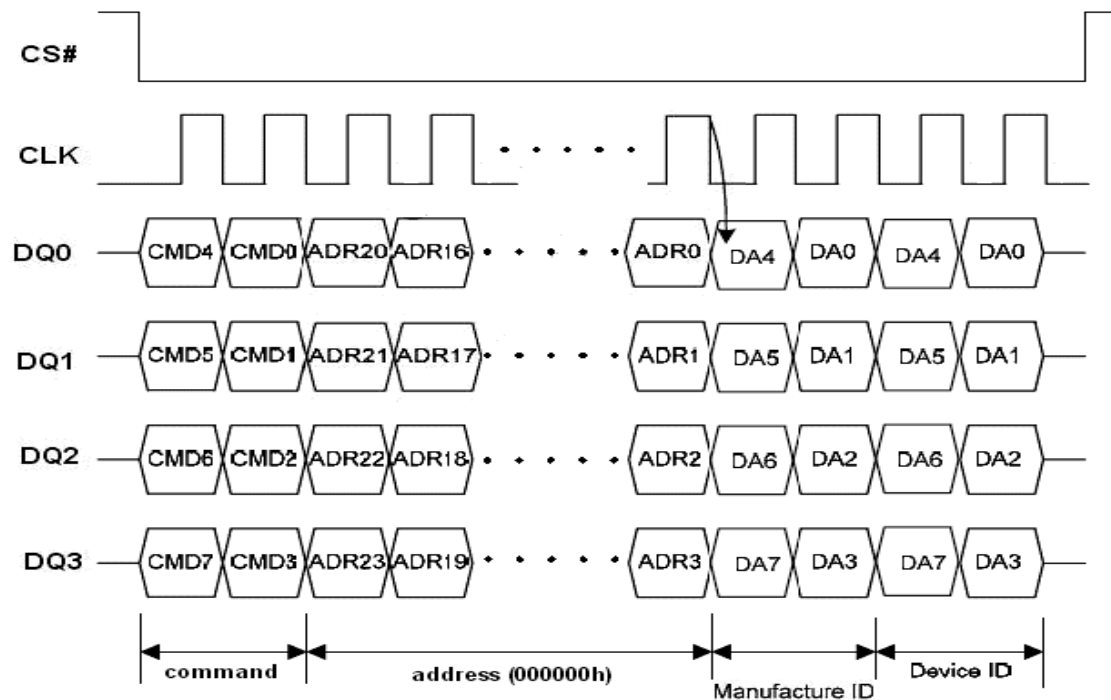 CS#
CLK
DQ0 CMD4 CMD0 ADR20 ADR16 ADR0 DA4 DA0 DA4 DA0
DQ1 CMD5 CMD1 ADR21 ADR17 ADR1 DA5 DA1 DA5 DA1
DQ2 CMD6 CMD2 ADR22 ADR18 ADR2 DA6 DA2 DA6 DA2
DQ3 CMD7 CMD3 ADR23 ADR19 ADR3 DA7 DA3 DA7 DA3
command address (000000h) Manufacture ID Device ID